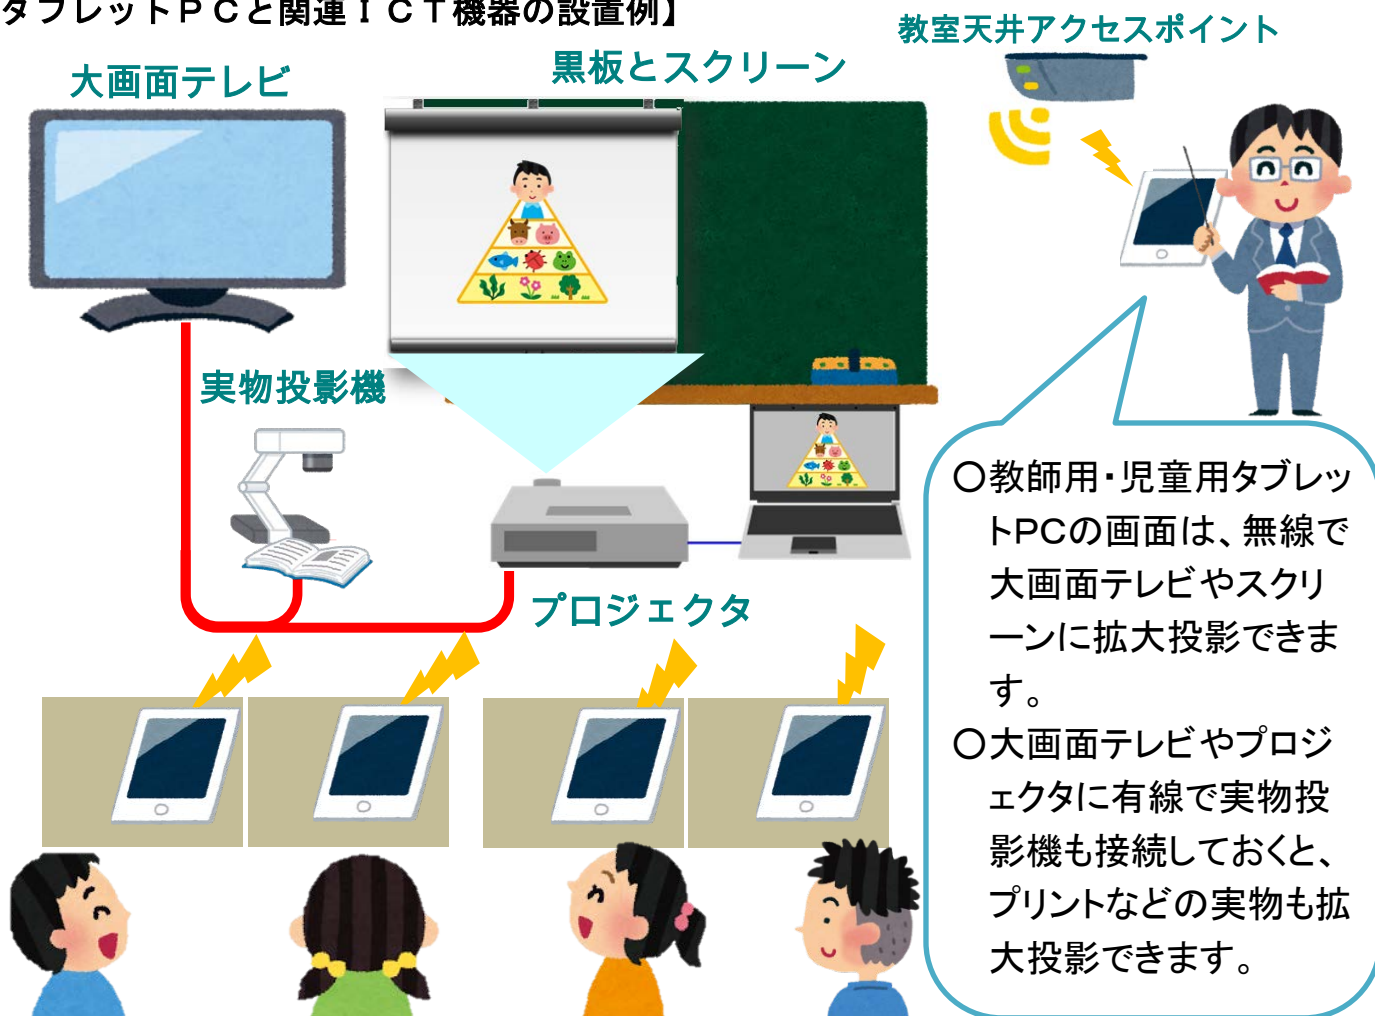 タブレットＰＣと関連ＩＣＴ機器の設置例】
教室天井アクセスポイント
大画面テレビ
黒板とスクリーン
実物投影機
プロジェクタ
〇教師用・児童用タブレッ
トPCの画面は、無線で
大画面テレビやスクリ
ーンに拡大投影できま
す。
〇大画面テレビやプロジ
ェクタに有線で実物投
影機も接続しておくと、
プリントなどの実物も拡
大投影できます。